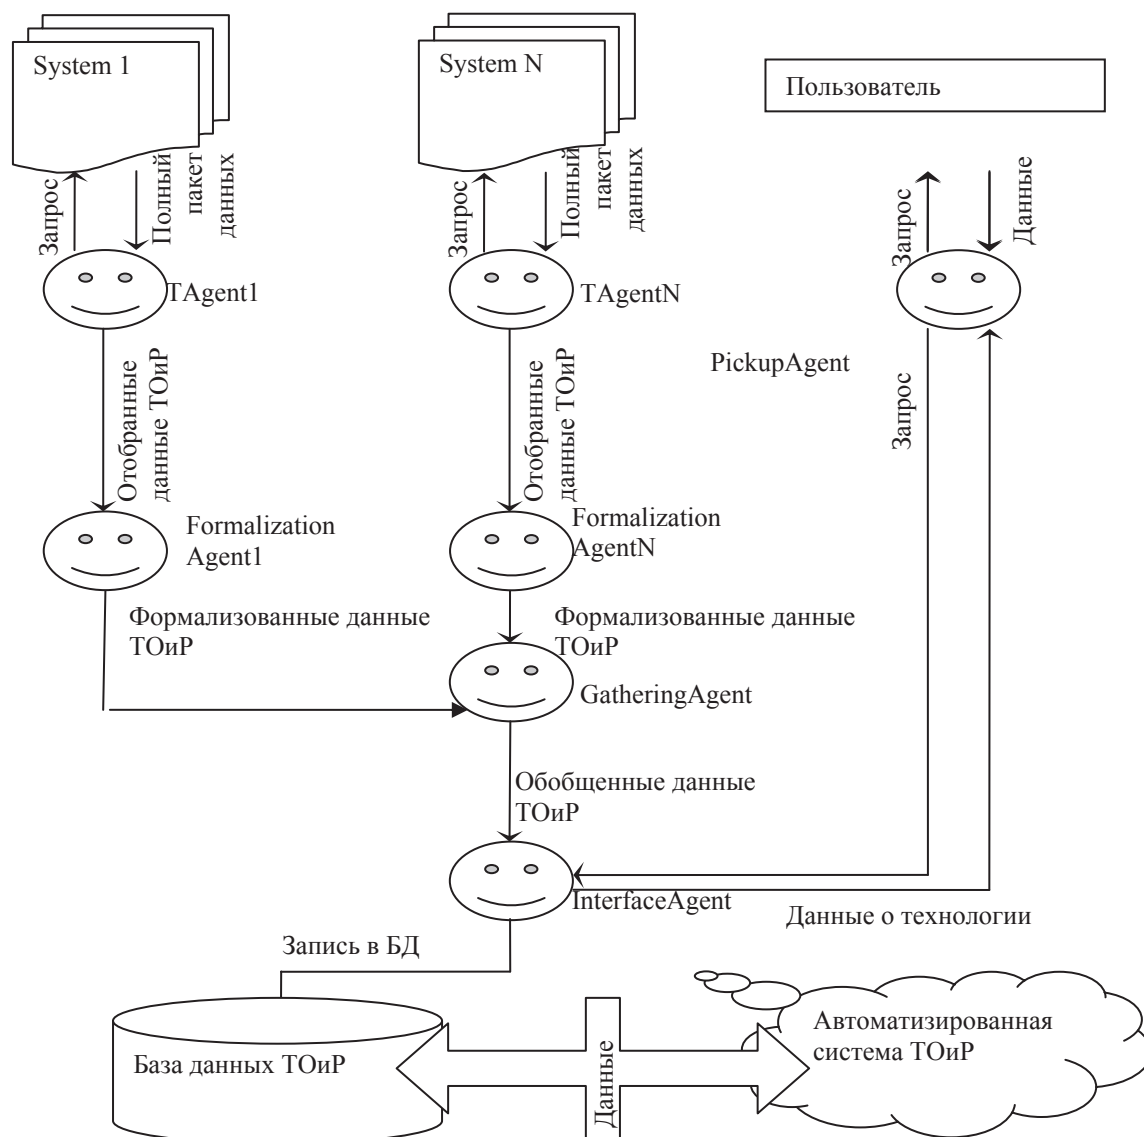 System 1
System N
Пользователь
Запрос
Полный
пакет
данных
Запрос
Полный
пакет
данных
Запрос
Данные
TAgent1
TAgentN
PickupAgent
Отобранные
данные ТОиР
Отобранные
данные ТОиР
Запрос
Formalization
Agent1
Formalization
AgentN
Формализованные данные
ТОиР
Формализованные данные
ТОиР
GatheringAgent
Обобщенные данные
ТОиР
InterfaceAgent
Данные о технологии
Запись в БД
База данных ТОиР
Данные
Автоматизированная
система ТОиР